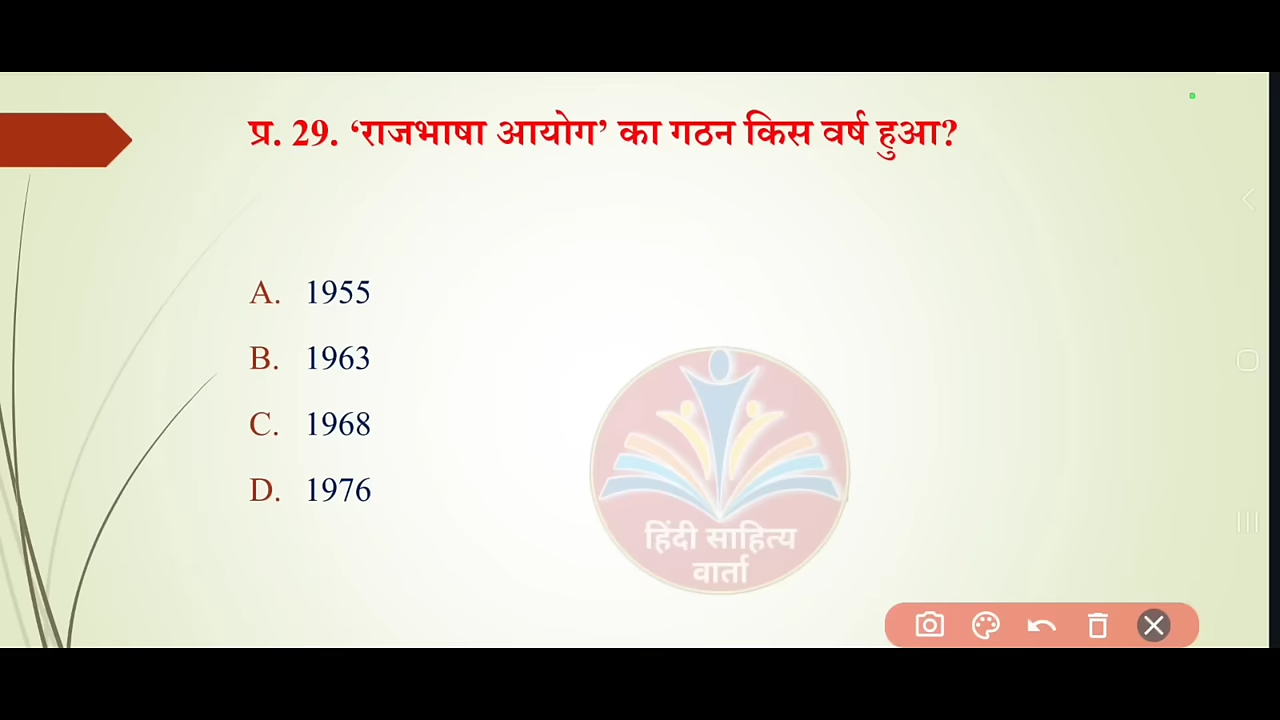 प्र. 29. ‘राजभाषा आयोग’ का गठन किस वर्ष हुआ?
A. 1955
B. 1963
C. 1968
D. 1976
हिंदी साहित्य
वार्ता